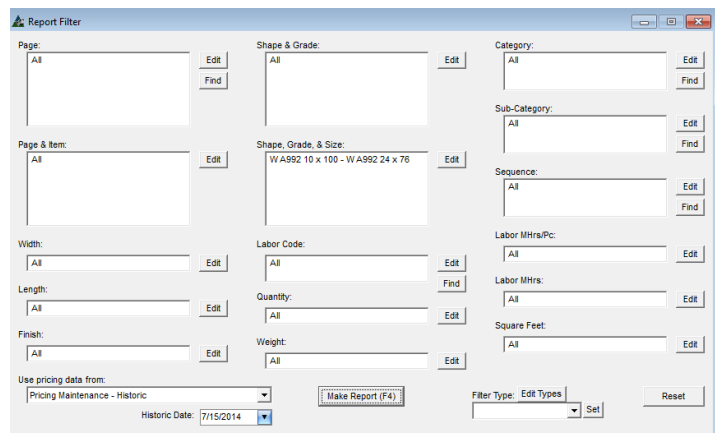 Report Filter
Page:
All
Edit
Find
Shape & Grade:
All
Edit
Category:
All
Edit
Find
Sub-Category:
All
Edit
Find
Page & Item:
All
Edit
Shape, Grade, & Size:
W A992 10 x 100 - W A992 24 x 76
Edit
Sequence:
All
Edit
Find
Width:
All
Edit
Labor Code:
All
Edit
Find
Labor MHrs/Pc:
All
Edit
Length:
All
Edit
Quantity:
All
Edit
Labor MHrs:
All
Edit
Finish:
All
Edit
Weight:
All
Edit
Square Feet:
All
Edit
Use pricing data from:
Pricing Maintenance - Historic
Historic Date: 7/15/2014
Make Report (F4)
Filter Type: Edit Types
Set
Reset